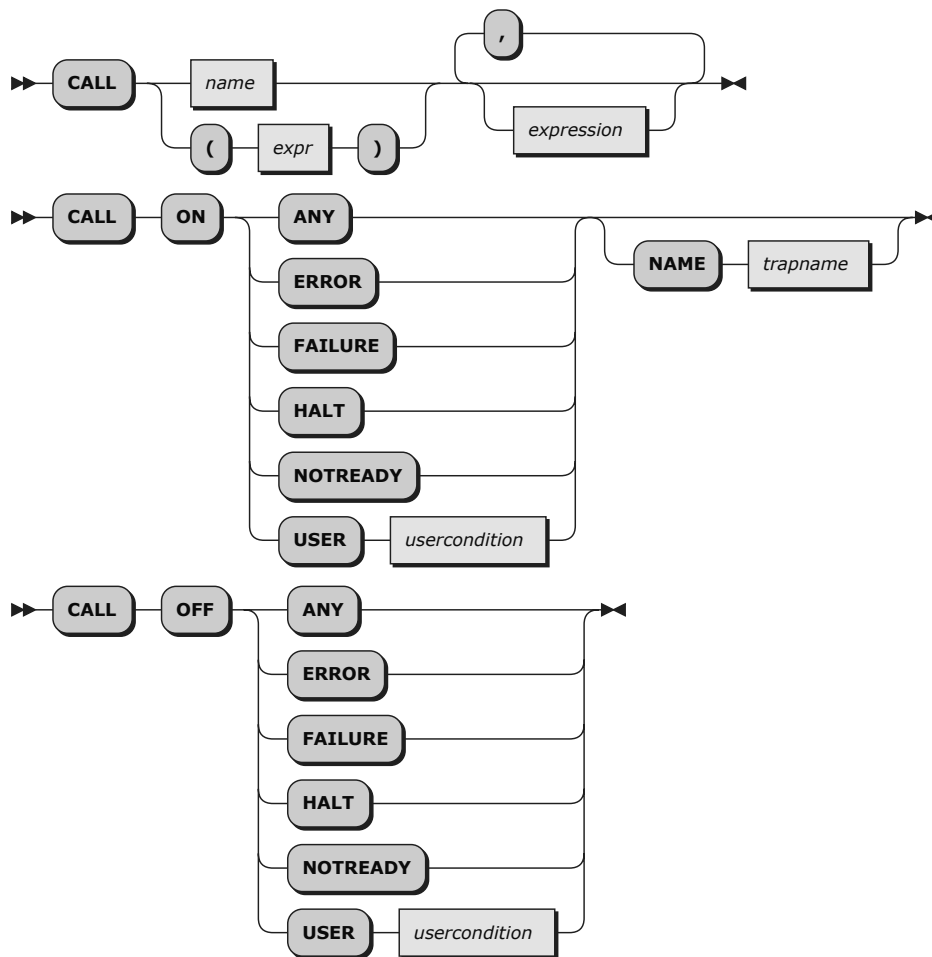 ,
CALL name
( expr ) expression
CALL ON ANY
NAME trapname
ERROR
FAILURE
HALT
NOTREADY
USER usercondition
CALL OFF ANY
ERROR
FAILURE
HALT
NOTREADY
USER usercondition